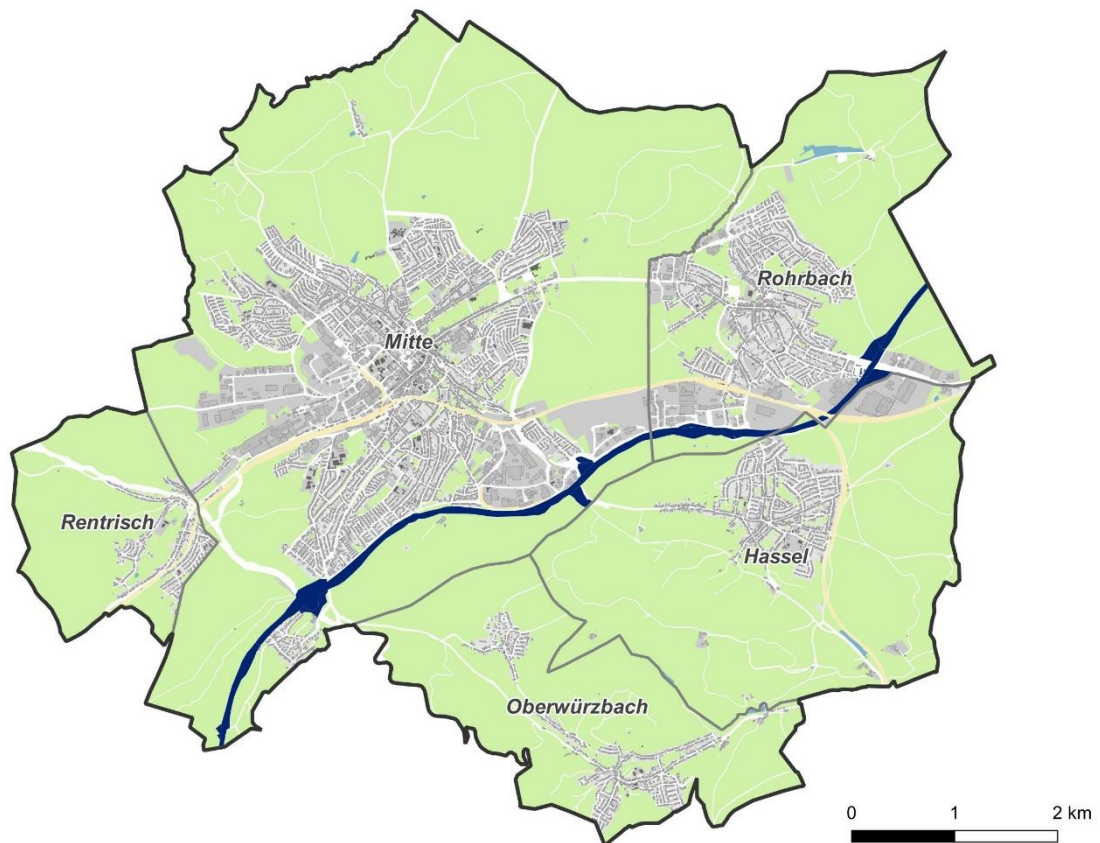 Rohrbach
Mitte
Rentrisch
Hassel
Oberwürzbach
0 1 2 km